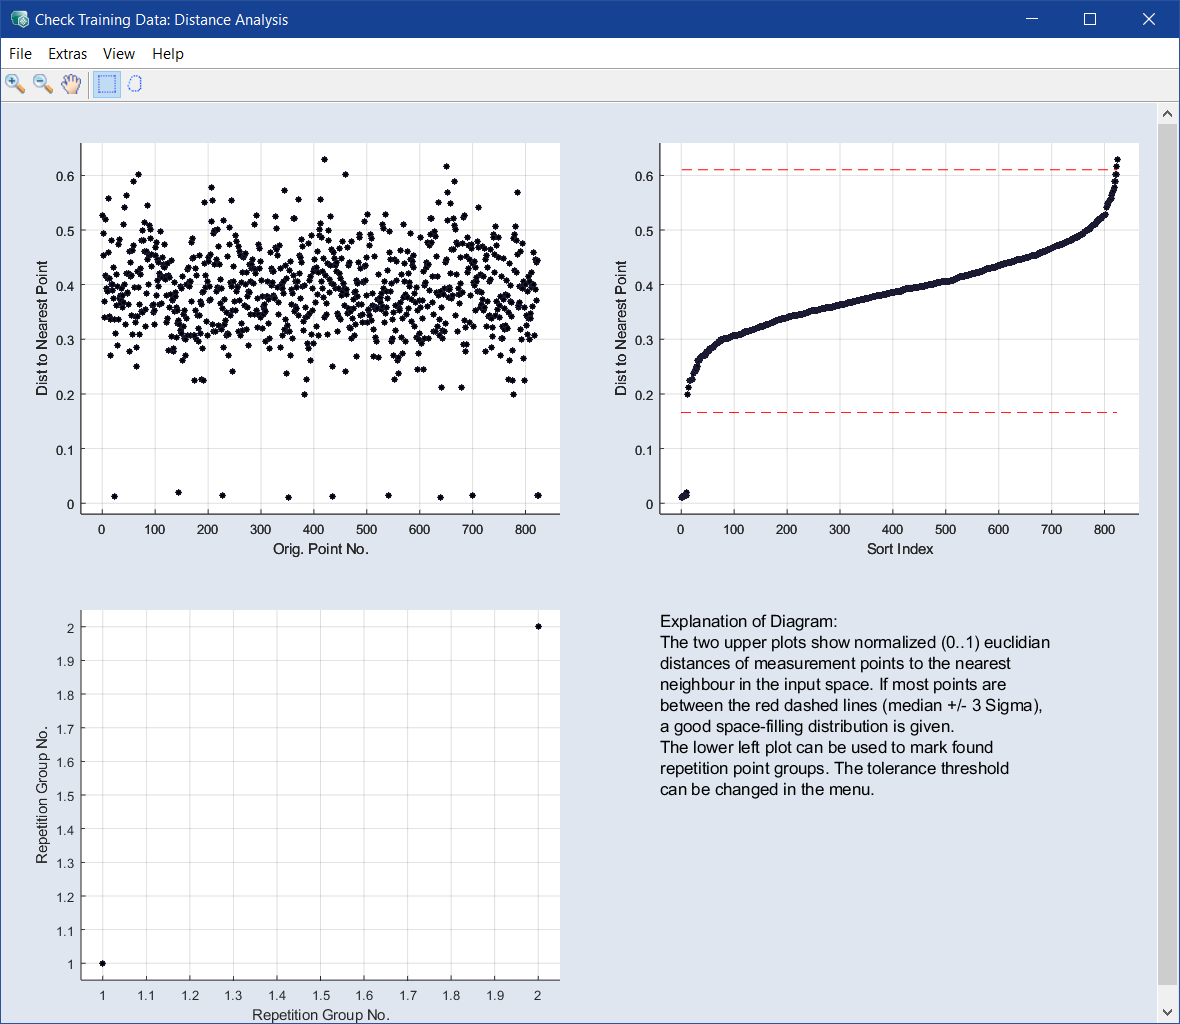 Check Training Data: Distance Analysis
File Extras View Help
0.6
0.5
0.4
0.3
0.2
0.1
0
Dist to Nearest Point
0 100 200 300 400 500 600 700 800
Orig. Point No.
0.6
0.5
0.4
0.3
0.2
0.1
0
Dist to Nearest Point
0 100 200 300 400 500 600 700 800
Sort Index
2
1.9
1.8
1.7
1.6
1.5
1.4
1.3
1.2
1.1
1
Repetition Group No.
1 1.1 1.2 1.3 1.4 1.5 1.6 1.7 1.8 1.9 2
Repetition Group No.
Explanation of Diagram:
The two upper plots show normalized (0..1) euclidian
distances of measurement points to the nearest
neighbour in the input space. If most points are
between the red dashed lines (median +/- 3 Sigma),
a good space-filling distribution is given.
The lower left plot can be used to mark found
repetition point groups. The tolerance threshold
can be changed in the menu.